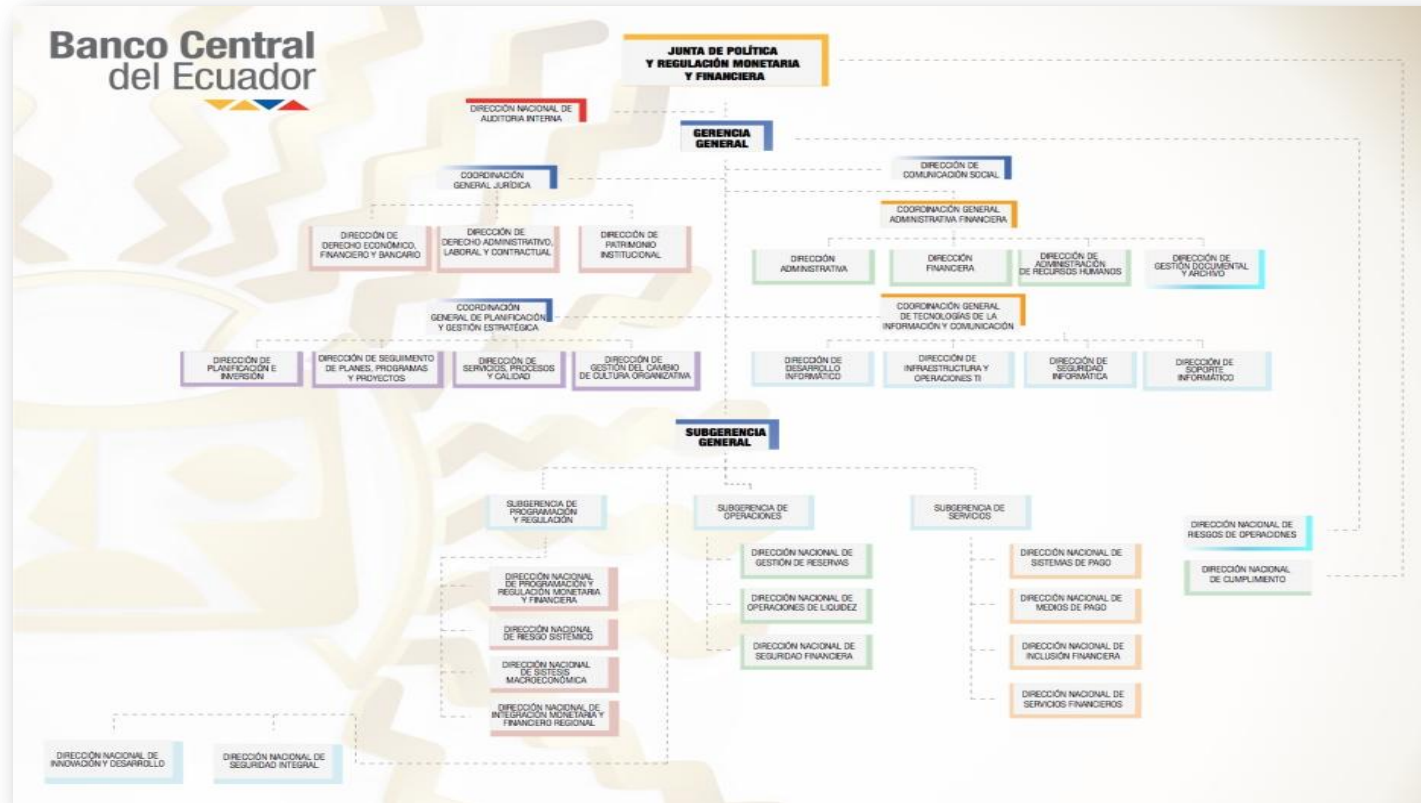 Banco Central
del Ecuador
JUNTA DE POLÍTICA
Y REGULACIÓN MONETARIA
Y FINANCIERA
DIRECCIÓN NACIONAL DE
AUDITORIA INTERNA
GERENCIA
GENERAL
COORDINACIÓN
GENERAL JURÍDICA
DIRECCIÓN DE
COMUNICACIÓN SOCIAL
COORDINACIÓN GENERAL
ADMINISTRATIVA FINANCIERA
DIRECCIÓN DE
DERECHO ECONÓMICO,
FINANCIERO Y BANCARIO
DIRECCIÓN DE
DERECHO ADMINISTRATIVO,
LABORAL Y CONTRACTUAL
DIRECCIÓN DE
PATRIMONIO
INSTITUCIONAL
DIRECCIÓN
ADMINISTRATIVA
DIRECCIÓN
FINANCIERA
DIRECCIÓN DE
ADMINISTRACIÓN
DE RECURSOS HUMANOS
DIRECCIÓN DE
GESTIÓN DOCUMENTAL
Y ARCHIVO
COORDINACIÓN
GENERAL DE PLANIFICACIÓN
Y GESTIÓN ESTRATÉGICA
COORDINACIÓN GENERAL
DE TECNOLOGÍAS DE LA
INFORMACIÓN Y COMUNICACIÓN
DIRECCIÓN DE
PLANIFICACIÓN E
INVERSIÓN
DIRECCIÓN DE SEGUIMENTO
DE PLANES, PROGRAMAS
Y PROYECTOS
DIRECCIÓN DE
SERVICIOS, PROCESOS
Y CALIDAD
DIRECCIÓN DE
GESTIÓN DEL CAMBIO
DE CULTURA ORGANIZATIVA
DIRECCIÓN DE
DESARROLLO
INFORMÁTICO
DIRECCIÓN DE
INFRAESTRUCTURA Y
OPERACIONES TI
DIRECCIÓN DE
SEGURIDAD
INFORMÁTICA
DIRECCIÓN DE
SOPORTE
INFORMÁTICO
SUBGERENCIA
GENERAL
SUBGERENCIA DE
PROGRAMACIÓN
Y REGULACIÓN
SUBGERENCIA DE
OPERACIONES
SUBGERENCIA DE
SERVICIOS
DIRECCIÓN NACIONAL DE
RIESGOS DE OPERACIONES
DIRECCIÓN NACIONAL
DE CUMPLIMIENTO
DIRECCIÓN NACIONAL
DE PROGRAMACIÓN Y
REGULACIÓN MONETARIA
Y FINANCIERA
DIRECCIÓN NACIONAL
DE RIESGO SISTÉMICO
DIRECCIÓN NACIONAL
DE SISTESIS
MACROECONÓMICA
DIRECCIÓN NACIONAL DE
INTEGRACIÓN MONETARIA Y
FINANCIERO REGIONAL
DIRECCIÓN NACIONAL DE
GESTIÓN DE RESERVAS
DIRECCIÓN NACIONAL DE
OPERACIONES DE LIQUIDEZ
DIRECCIÓN NACIONAL DE
SEGURIDAD FINANCIERA
DIRECCIÓN NACIONAL DE
SISTEMAS DE PAGO
DIRECCIÓN NACIONAL DE
MEDIOS DE PAGO
DIRECCIÓN NACIONAL DE
INCLUSIÓN FINANCIERA
DIRECCIÓN NACIONAL DE
SERVICIOS FINANCIEROS
DIRECCIÓN NACIONAL DE
INNOVACIÓN Y DESARROLLO
DIRECCIÓN NACIONAL DE
SEGURIDAD INTEGRAL